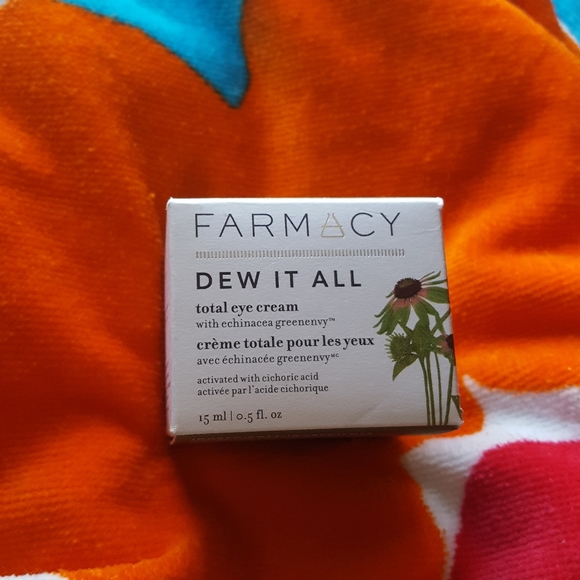 FARMACY
DEW IT ALL
total eye cream
with echinacea greenenvy™
crème totale pour les yeux
avec échinacée greenenvyᴹᶜ
activated with cichoric acid
activée par l'acide cichorique
15 ml | 0.5 fl. oz